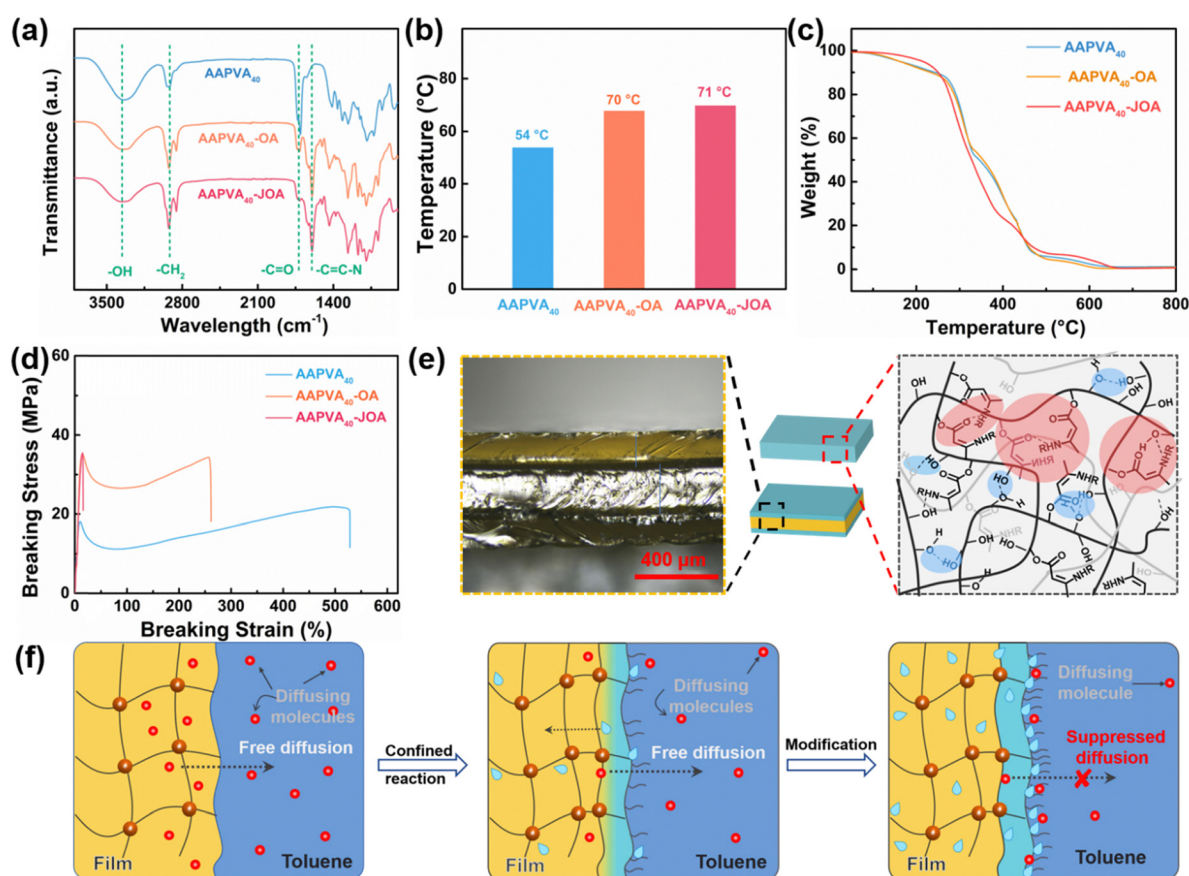 (a)
Transmittance (a.u.)
AAPVA₄₀
AAPVA₄₀-OA
AAPVA₄₀-JOA
-OH
-CH₂
-C=O
-C=C-N
3500
2800
2100
1400
Wavelength (cm⁻¹)
(b)
Temperature (°C)
80
60
40
20
0
54 °C
70 °C
71 °C
AAPVA₄₀
AAPVA₄₀-OA
AAPVA₄₀-JOA
(c)
Weight (%)
100
80
60
40
20
0
AAPVA₄₀
AAPVA₄₀-OA
AAPVA₄₀-JOA
200
400
600
800
Temperature (°C)
(d)
Breaking Stress (MPa)
60
40
20
0
AAPVA₄₀
AAPVA₄₀-OA
AAPVA₄₀-JOA
0
100
200
300
400
500
600
Breaking Strain (%)
(e)
400 μm
OH
NHR
RHN
HO
(f)
Diffusing
molecules
Free diffusion
Film
Toluene
Confined
reaction
Diffusing
molecules
Free diffusion
Film
Toluene
Modification
Diffusing
molecule
Suppressed
diffusion
Film
Toluene